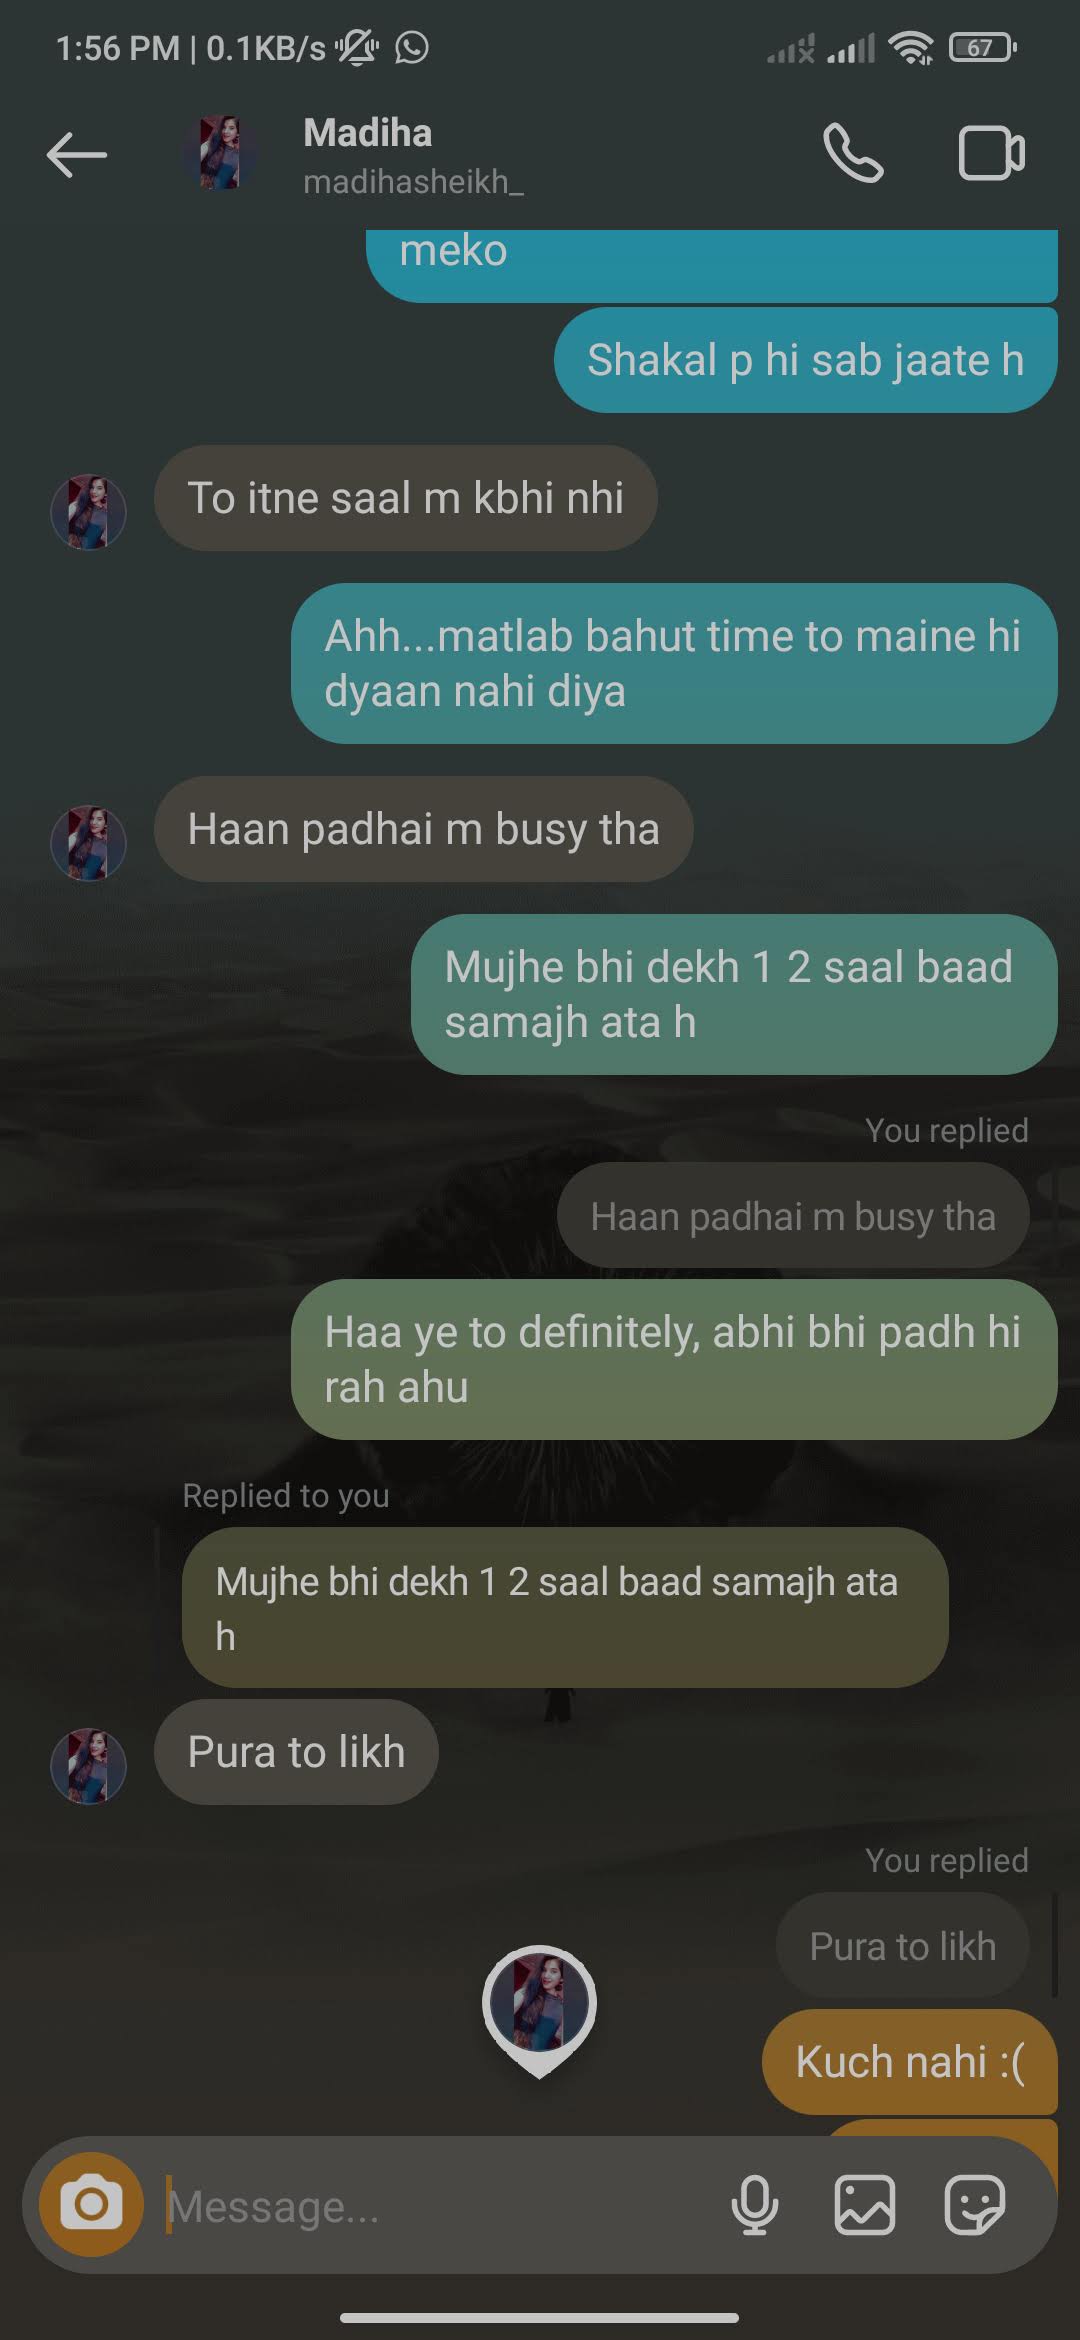 1:56 PM | 0.1KB/s
67
Madiha
madihasheikh_
meko
Shakal p hi sab jaate h
To itne saal m kbhi nhi
Ahh...matlab bahut time to maine hi
dyaan nahi diya
Haan padhai m busy tha
Mujhe bhi dekh 1 2 saal baad
samajh ata h
You replied
Haan padhai m busy tha
Haa ye to definitely, abhi bhi padh hi
rah ahu
Replied to you
Mujhe bhi dekh 1 2 saal baad samajh ata
h
Pura to likh
You replied
Pura to likh
Kuch nahi :(
Message...